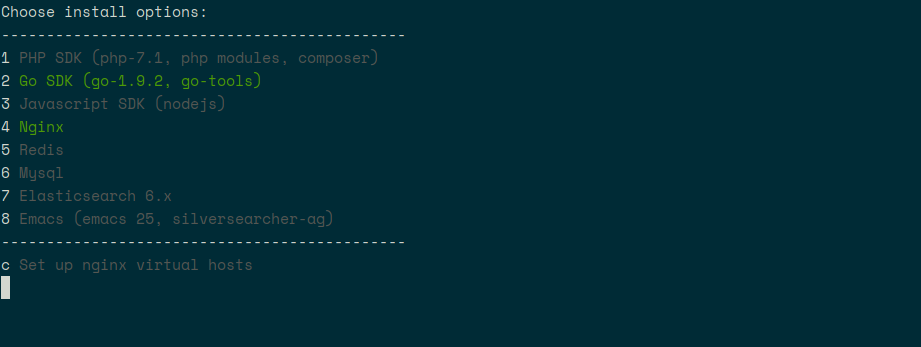 Choose install options:
---------------------------------------------
1 PHP SDK (php-7.1, php modules, composer)
2 Go SDK (go-1.9.2, go-tools)
3 Javascript SDK (nodejs)
4 Nginx
5 Redis
6 Mysql
7 Elasticsearch 6.x
8 Emacs (emacs 25, silversearcher-ag)
---------------------------------------------
c Set up nginx virtual hosts